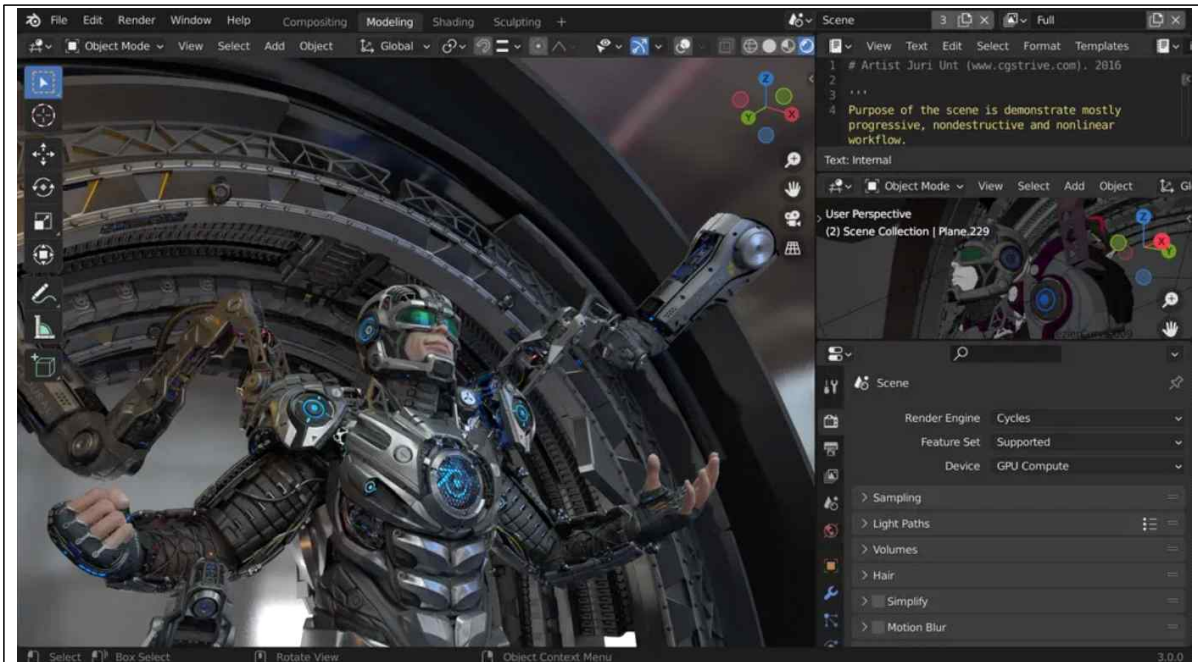 File Edit Render Window Help Compositing Modeling Shading Sculpting + Scene 3 Full
Object Mode View Select Add Object Global View Text Edit Select Format Templates
1 # Artist Juri Unt (www.cgstrive.com). 2016
2
3 '''
4 Purpose of the scene is demonstrate mostly
progressive, nondestructive and nonlinear
workflow.
Text: Internal
Object Mode View Select Add Object Gl
User Perspective
(2) Scene Collection | Plane.229
Scene
Render Engine Cycles
Feature Set Supported
Device GPU Compute
Sampling
Light Paths
Volumes
Hair
Simplify
Motion Blur
Select Box Select Rotate View Object Context Menu 3.0.0
Z
X
Y
Z
X
Y